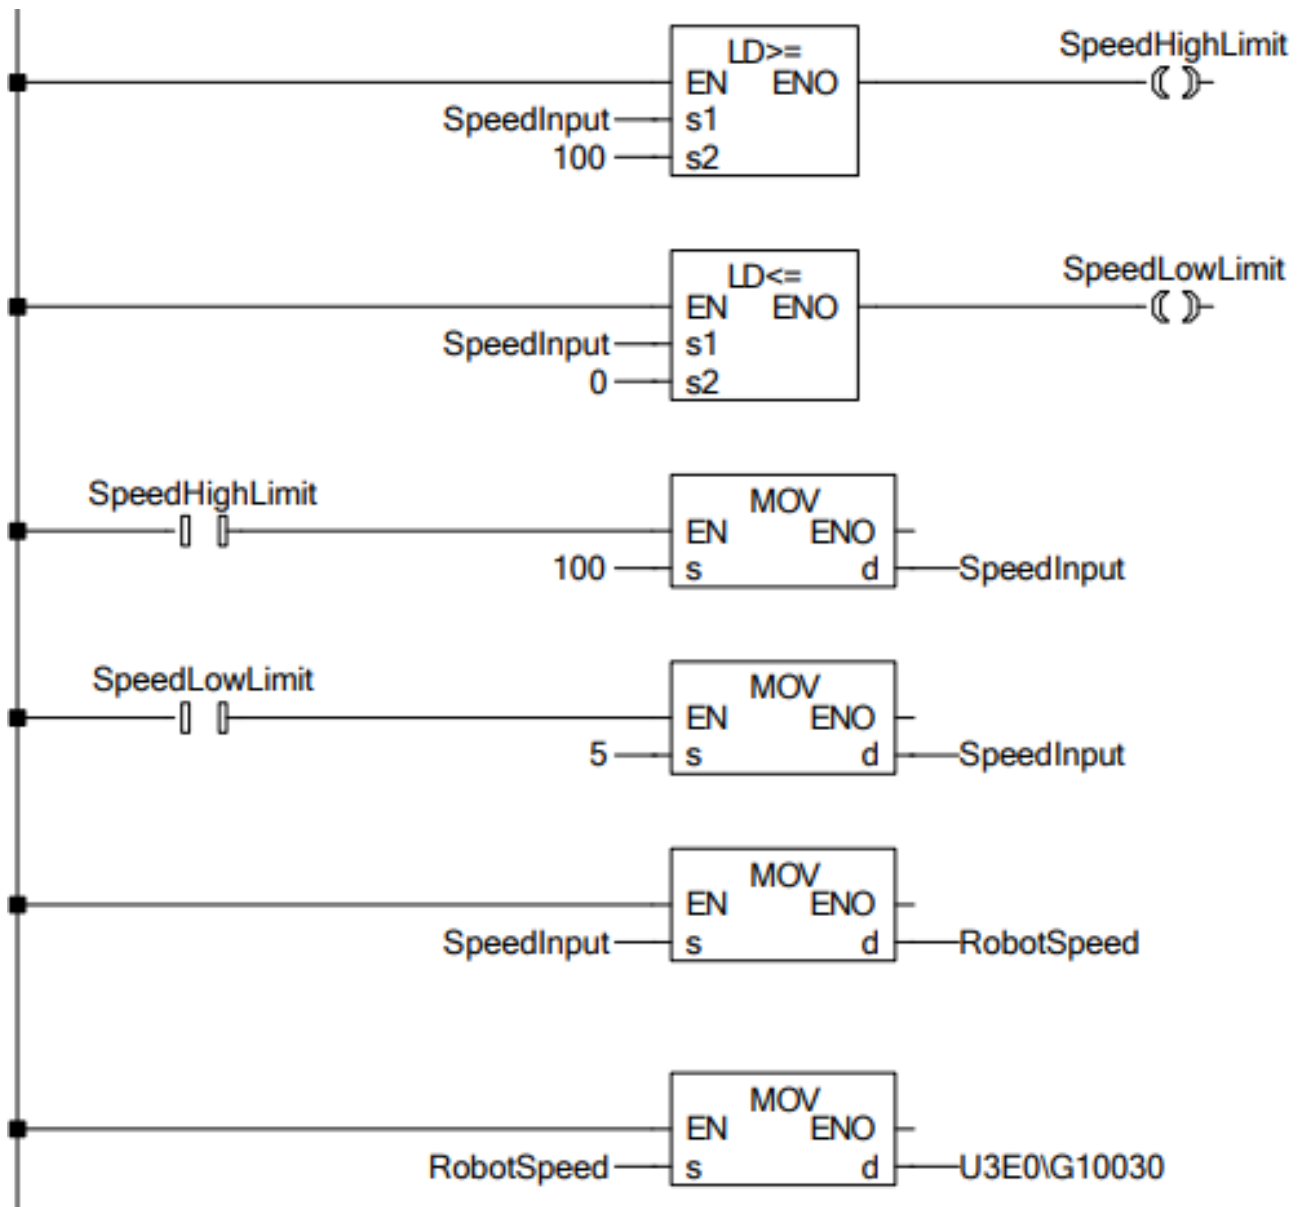 LD>=
SpeedHighLimit
EN ENO
SpeedInput s1
100 s2
LD<=
SpeedLowLimit
EN ENO
SpeedInput s1
0 s2
SpeedHighLimit
MOV
EN ENO
100 s d SpeedInput
SpeedLowLimit
MOV
EN ENO
5 s d SpeedInput
MOV
EN ENO
SpeedInput s d RobotSpeed
MOV
EN ENO
RobotSpeed s d U3E0\G10030